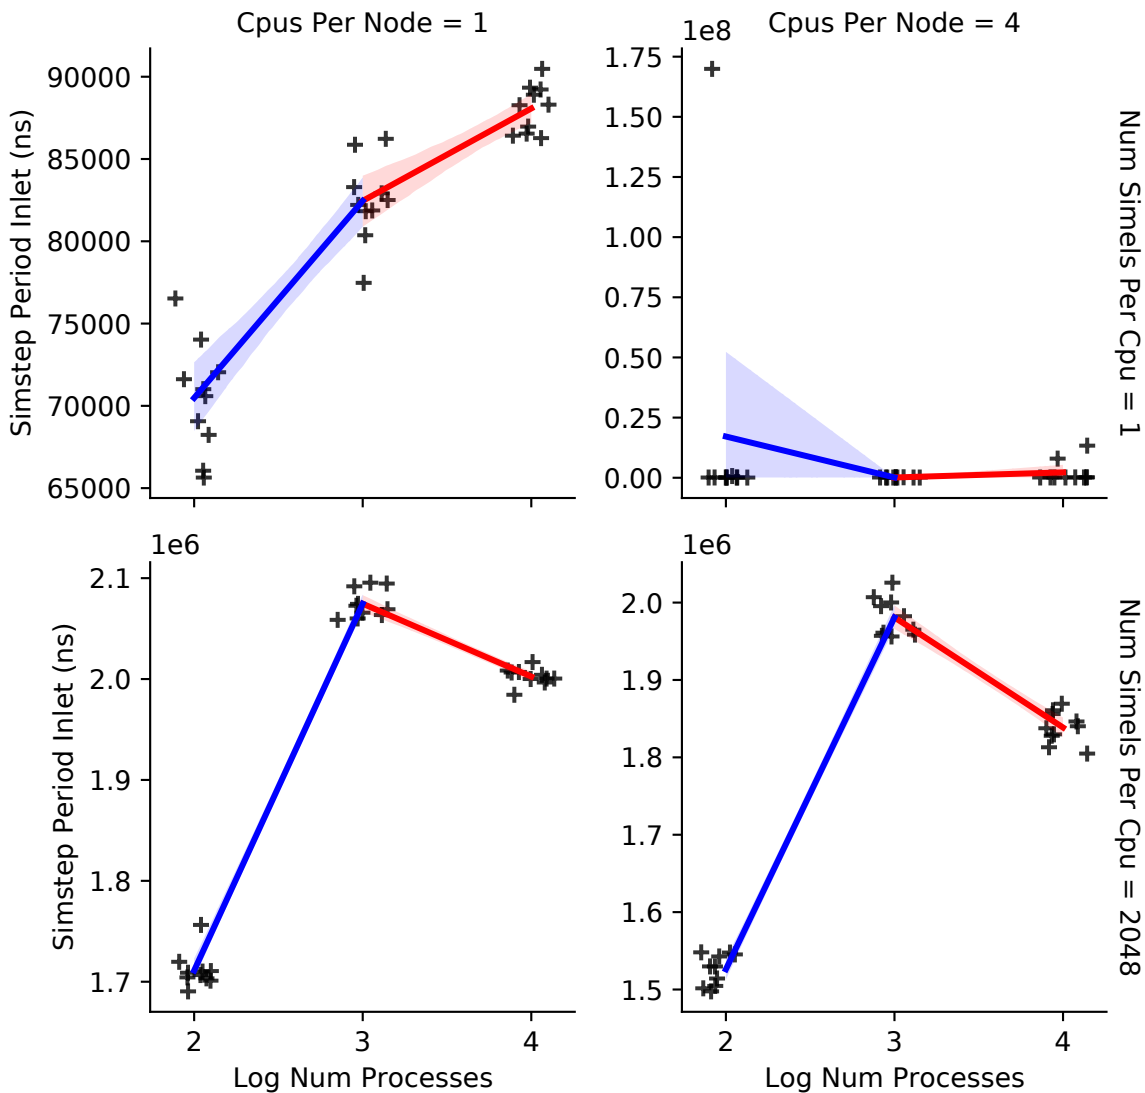 Cpus Per Node = 1
Cpus Per Node = 4
1e8
Simstep Period Inlet (ns)
90000
85000
80000
75000
70000
65000
1.75
1.50
1.25
1.00
0.75
0.50
0.25
0.00
Num Simels Per Cpu = 1
1e6
Simstep Period Inlet (ns)
2.1
2.0
1.9
1.8
1.7
2
3
4
Log Num Processes
1e6
2.0
1.9
1.8
1.7
1.6
1.5
2
3
4
Log Num Processes
Num Simels Per Cpu = 2048